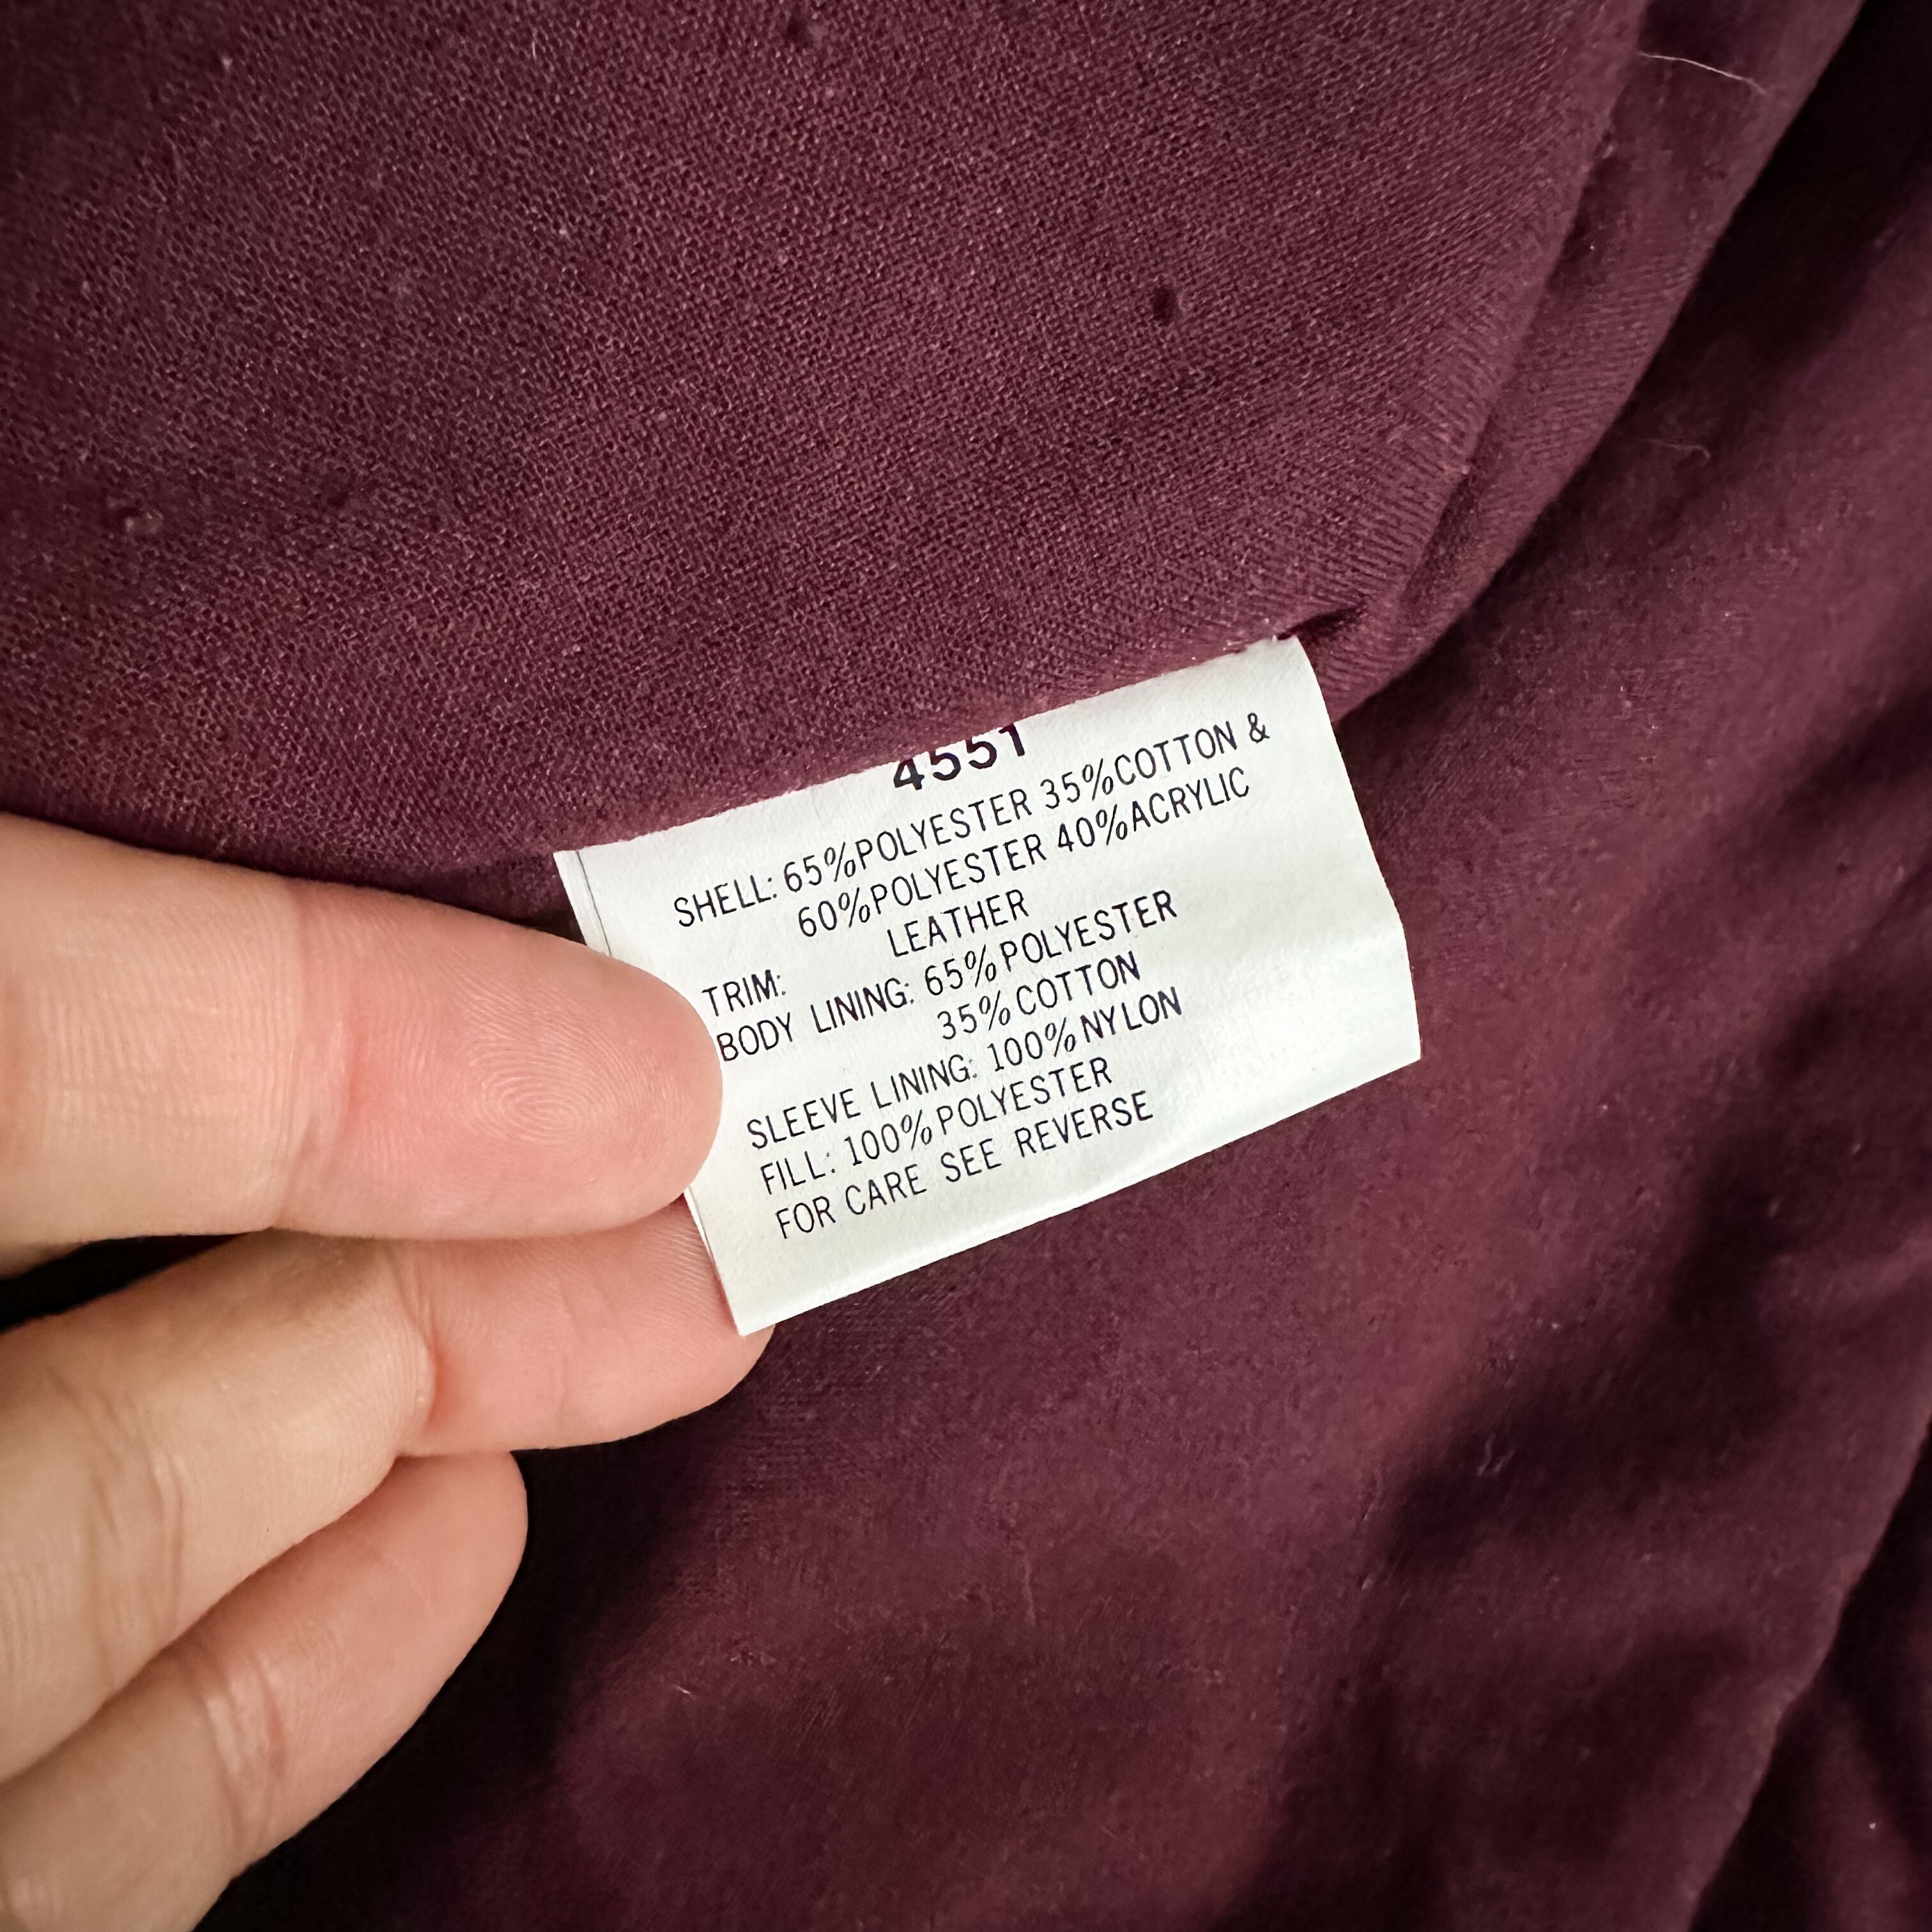 4551
SHELL: 65%POLYESTER 35%COTTON &
60%POLYESTER 40%ACRYLIC
TRIM: LEATHER
BODY LINING: 65%POLYESTER
35%COTTON
SLEEVE LINING: 100%NYLON
FILL: 100%POLYESTER
FOR CARE SEE REVERSE